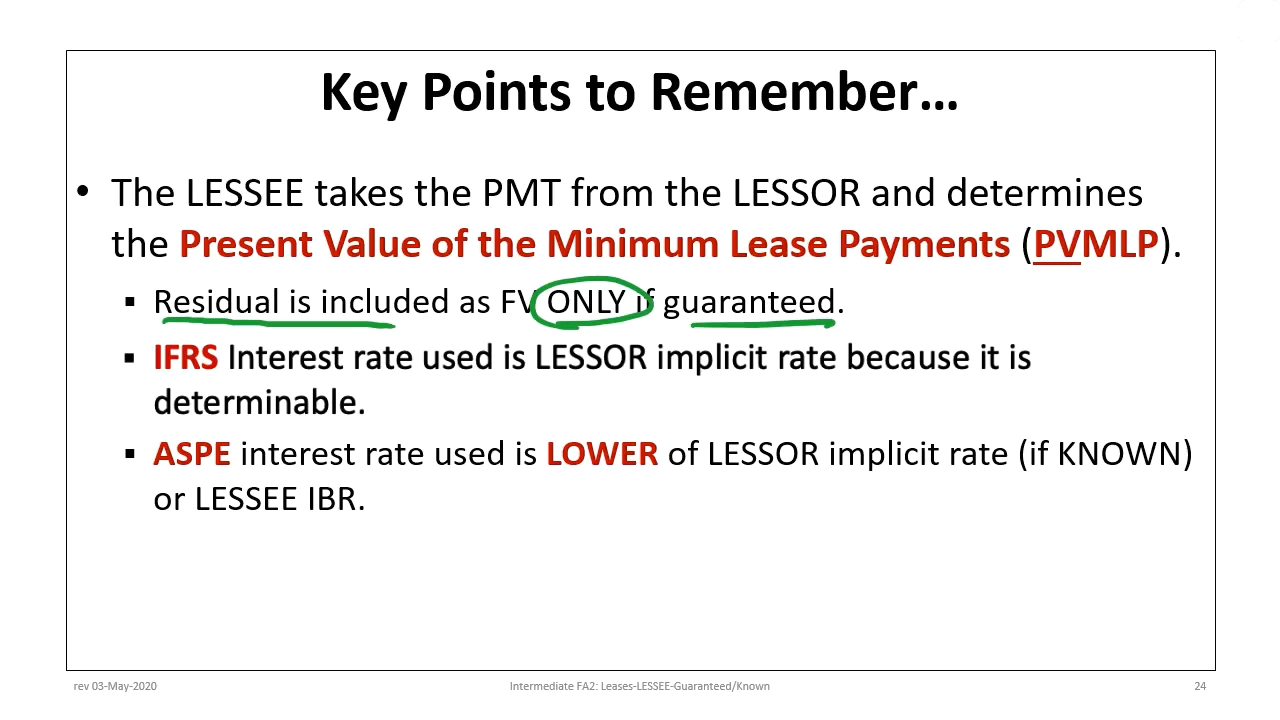 Key Points to Remember…
• The LESSEE takes the PMT from the LESSOR and determines
the Present Value of the Minimum Lease Payments (PVMLP).
▪ Residual is included as FV ONLY if guaranteed.
▪ IFRS Interest rate used is LESSOR implicit rate because it is
determinable.
▪ ASPE interest rate used is LOWER of LESSOR implicit rate (if KNOWN)
or LESSEE IBR.
rev 03-May-2020
Intermediate FA2: Leases-LESSEE-Guaranteed/Known
24